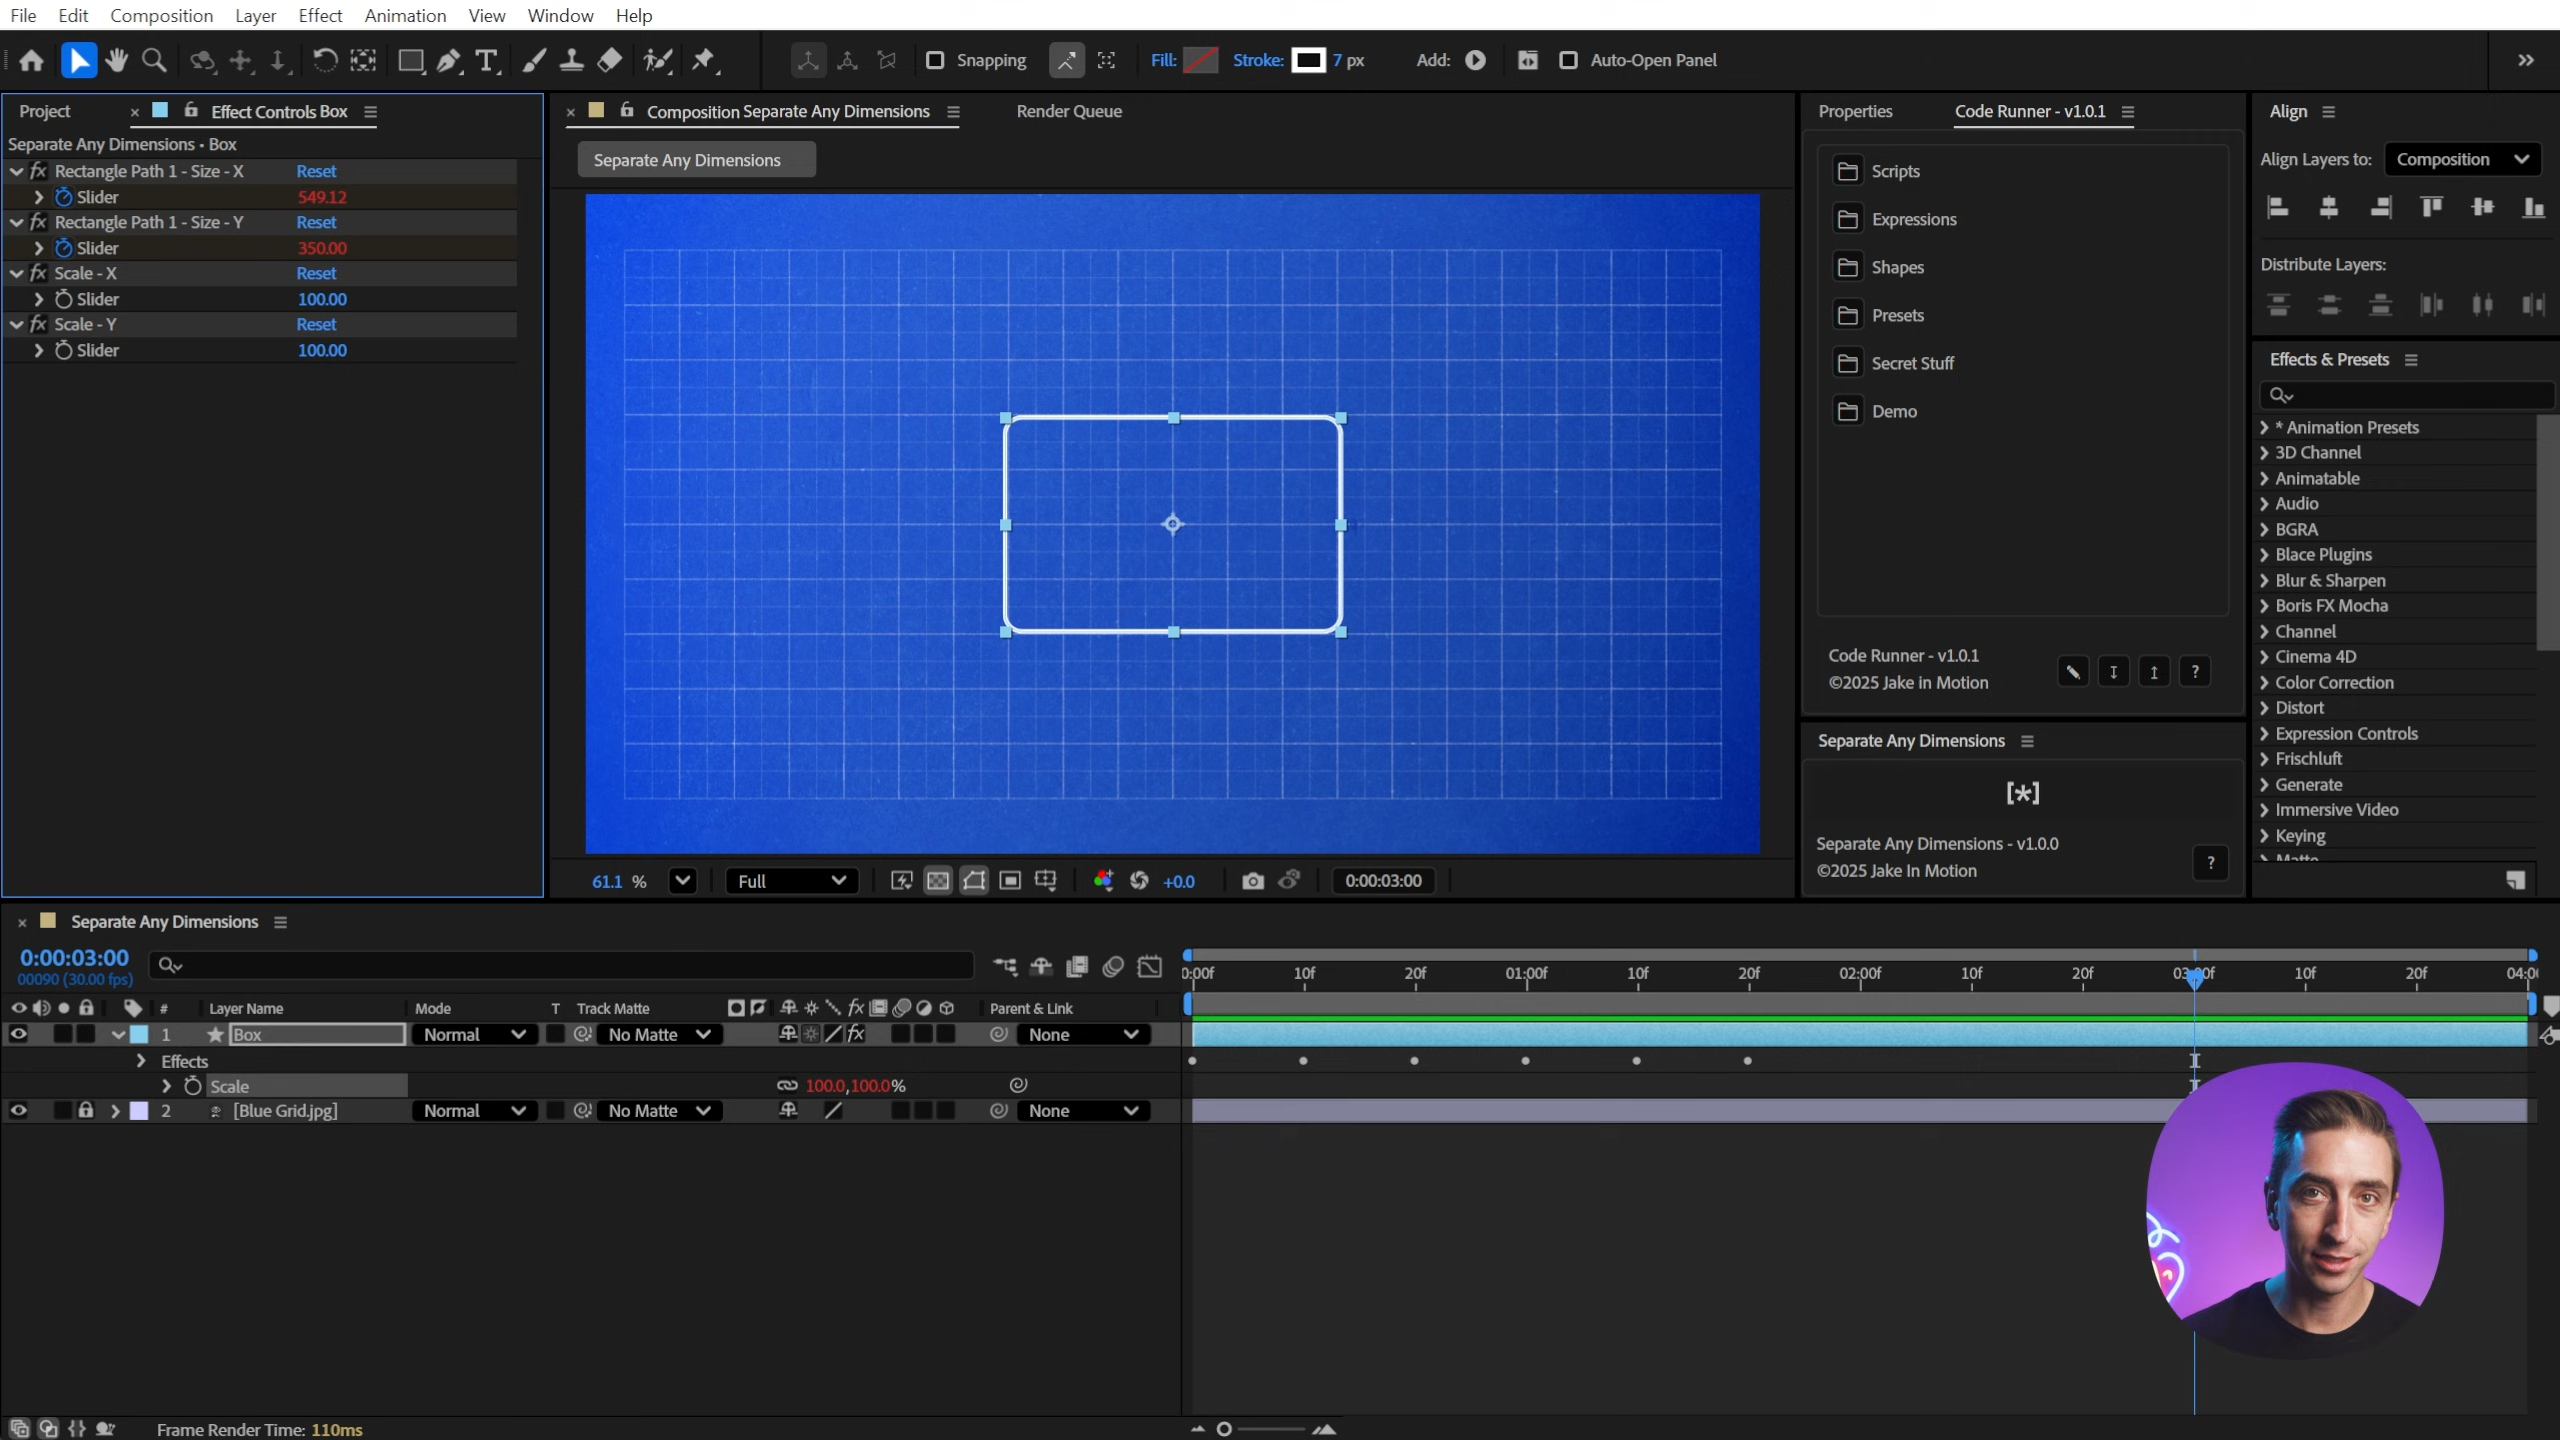 File Edit Composition Layer Effect Animation View Window Help
Snapping Fill: Stroke: 7 px Add: Auto-Open Panel
Project Effect Controls Box
Separate Any Dimensions • Box
Rectangle Path 1 - Size - X Reset
Slider 549.12
Rectangle Path 1 - Size - Y Reset
Slider 350.00
Scale - X Reset
Slider 100.00
Scale - Y Reset
Slider 100.00
Composition Separate Any Dimensions Render Queue
Separate Any Dimensions
61.1 % Full +0.0 0:00:03:00
Properties Code Runner - v1.0.1
Scripts
Expressions
Shapes
Presets
Secret Stuff
Demo
Code Runner - v1.0.1
©2025 Jake in Motion
?
Separate Any Dimensions
[*]
Separate Any Dimensions - v1.0.0
©2025 Jake In Motion
?
Align
Align Layers to: Composition
Distribute Layers:
Effects & Presets
* Animation Presets
3D Channel
Animatable
Audio
BGRA
Blace Plugins
Blur & Sharpen
Boris FX Mocha
Channel
Cinema 4D
Color Correction
Distort
Expression Controls
Frischluft
Generate
Immersive Video
Keying
Matte
Separate Any Dimensions
0:00:03:00
00090 (30.00 fps)
0:00f 10f 20f 01:00f 10f 20f 02:00f 10f 20f 03:00f 10f 20f 04:0
# Layer Name Mode T Track Matte fx Parent & Link
1 Box Normal No Matte fx None
Effects
Scale 100.0,100.0%
2 [Blue Grid.jpg] Normal No Matte None
Frame Render Time: 110ms